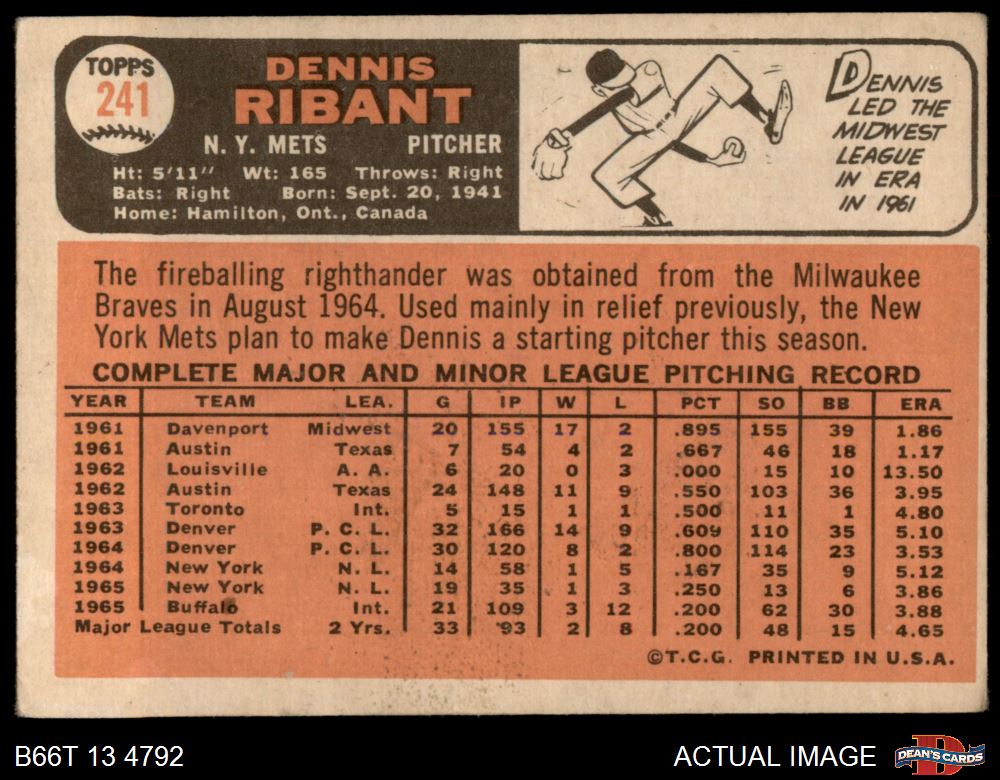 TOPPS
241
DENNIS
RIBANT
N. Y. METS PITCHER
Ht: 5'11" Wt: 165 Throws: Right
Bats: Right Born: Sept. 20, 1941
Home: Hamilton, Ont., Canada
DENNIS
LED THE
MIDWEST
LEAGUE
IN ERA
IN 1961
The fireballing righthander was obtained from the Milwaukee
Braves in August 1964. Used mainly in relief previously, the New
York Mets plan to make Dennis a starting pitcher this season.
COMPLETE MAJOR AND MINOR LEAGUE PITCHING RECORD
YEAR TEAM LEA. G IP W L PCT SO BB ERA
1961 Davenport Midwest 20 155 17 2 .895 155 39 1.86
1961 Austin Texas 7 54 4 2 .667 46 18 1.17
1962 Louisville A. A. 6 20 0 3 .000 15 10 13.50
1962 Austin Texas 24 148 11 9 .550 103 36 3.95
1963 Toronto Int. 5 15 1 1 .500 11 1 4.80
1963 Denver P. C. L. 32 166 14 9 .609 110 35 5.10
1964 Denver P. C. L. 30 120 8 2 .800 114 23 3.53
1964 New York N. L. 14 58 1 5 .167 35 9 5.12
1965 New York N. L. 19 35 1 3 .250 13 6 3.86
1965 Buffalo Int. 21 109 3 12 .200 62 30 3.88
Major League Totals 2 Yrs. 33 93 2 8 .200 48 15 4.65
©T.C.G. PRINTED IN U.S.A.
B66T 13 4792 ACTUAL IMAGE DEAN'S CARDS